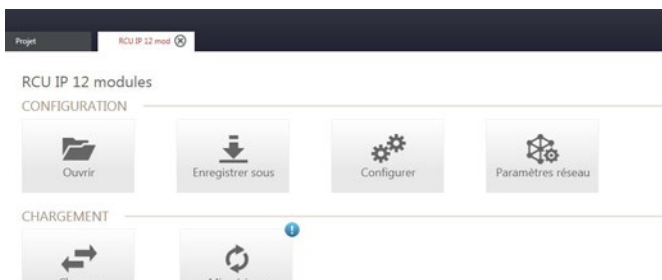 Projet RCU IP 12 mod
RCU IP 12 modules
CONFIGURATION
Ouvrir Enregistrer sous Configurer Paramètres réseau
CHARGEMENT